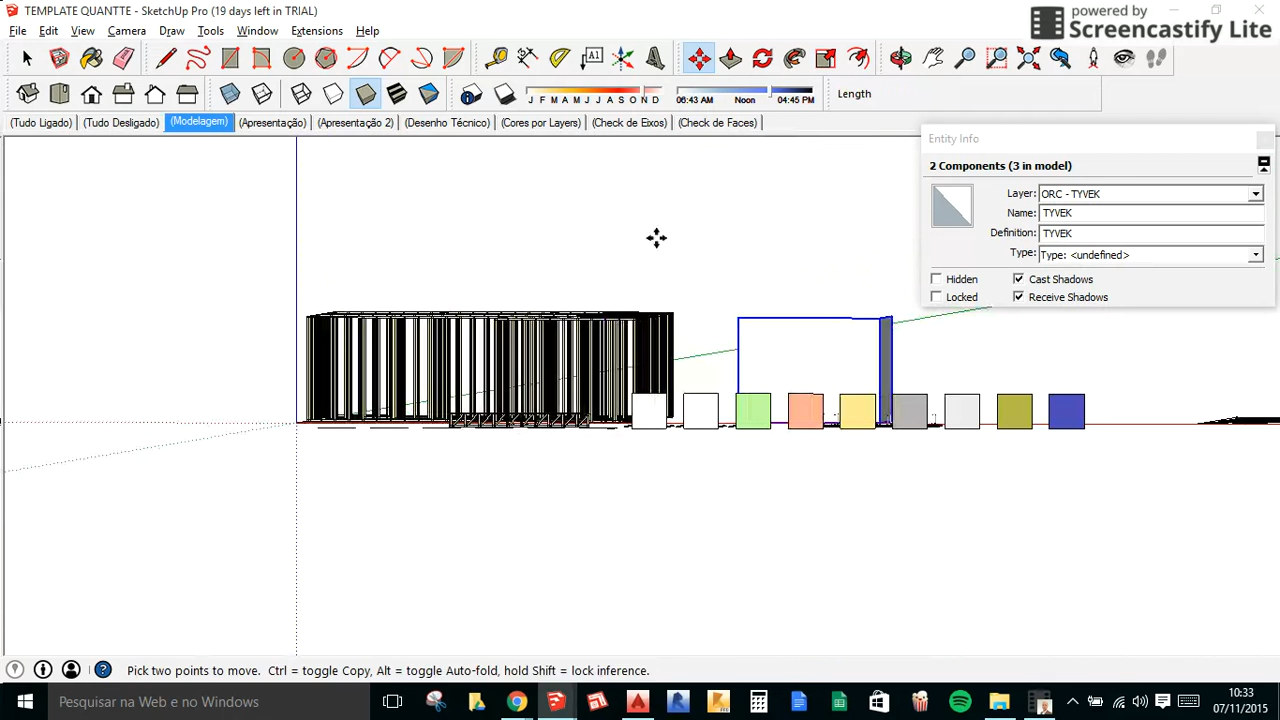 TEMPLATE QUANTTE - SketchUp Pro (19 days left in TRIAL)
powered by
Screencastify Lite
File Edit View Camera Draw Tools Window Extensions Help
A1
J F M A M J J A S O N D
06:43 AM Noon 04:45 PM
Length
(Tudo Ligado) (Tudo Desligado) (Modelagem) (Apresentação) (Apresentação 2) (Desenho Técnico) (Cores por Layers) (Check de Eixos) (Check de Faces)
Entity Info
2 Components (3 in model)
Layer: ORC - TYVEK
Name: TYVEK
Definition: TYVEK
Type: Type: <undefined>
Hidden Cast Shadows
Locked Receive Shadows
Pick two points to move. Ctrl = toggle Copy, Alt = toggle Auto-fold, hold Shift = lock inference.
Pesquisar na Web e no Windows
10:33
07/11/2015